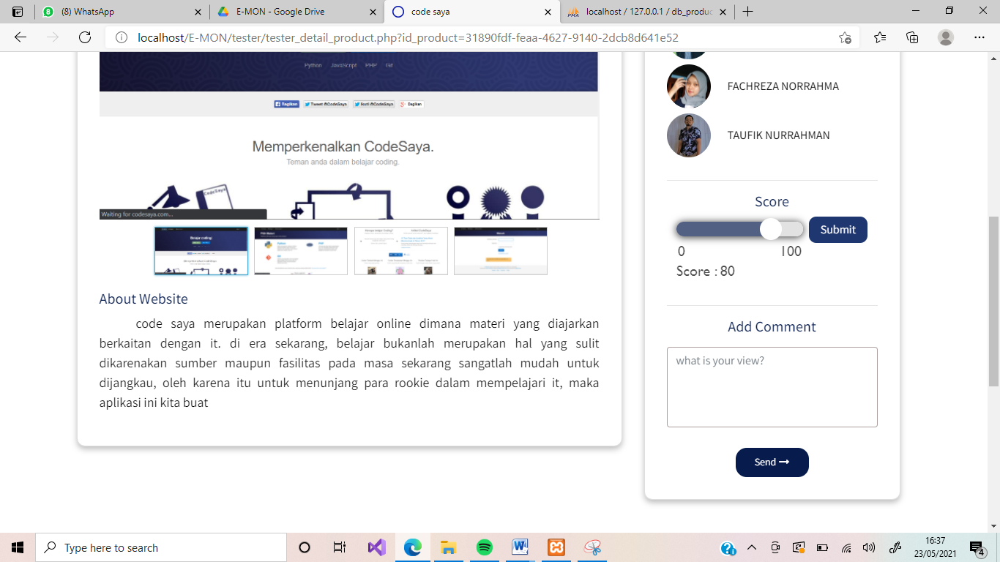 (8) WhatsApp
E-MON - Google Drive
code saya
localhost / 127.0.0.1 / db_produc
localhost/E-MON/tester/tester_detail_product.php?id_product=31890fdf-feaa-4627-9140-2dcb8d641e52
Python JavaScript PHP Git
Bagikan Tweet @CodeSaya Ikuti @CodeSaya Bagikan
Memperkenalkan CodeSaya.
Teman anda dalam belajar coding.
CodeSaya
Waiting for codesaya.com...
Belajar coding!
About Website
code saya merupakan platform belajar online dimana materi yang diajarkan
berkaitan dengan it. di era sekarang, belajar bukanlah merupakan hal yang sulit
dikarenakan sumber maupun fasilitas pada masa sekarang sangatlah mudah untuk
dijangkau, oleh karena itu untuk menunjang para rookie dalam mempelajari it, maka
aplikasi ini kita buat
FACHREZA NORRAHMA
TAUFIK NURRAHMAN
Score
Submit
0 100
Score : 80
Add Comment
what is your view?
Send
Type here to search
16:37
23/05/2021
4